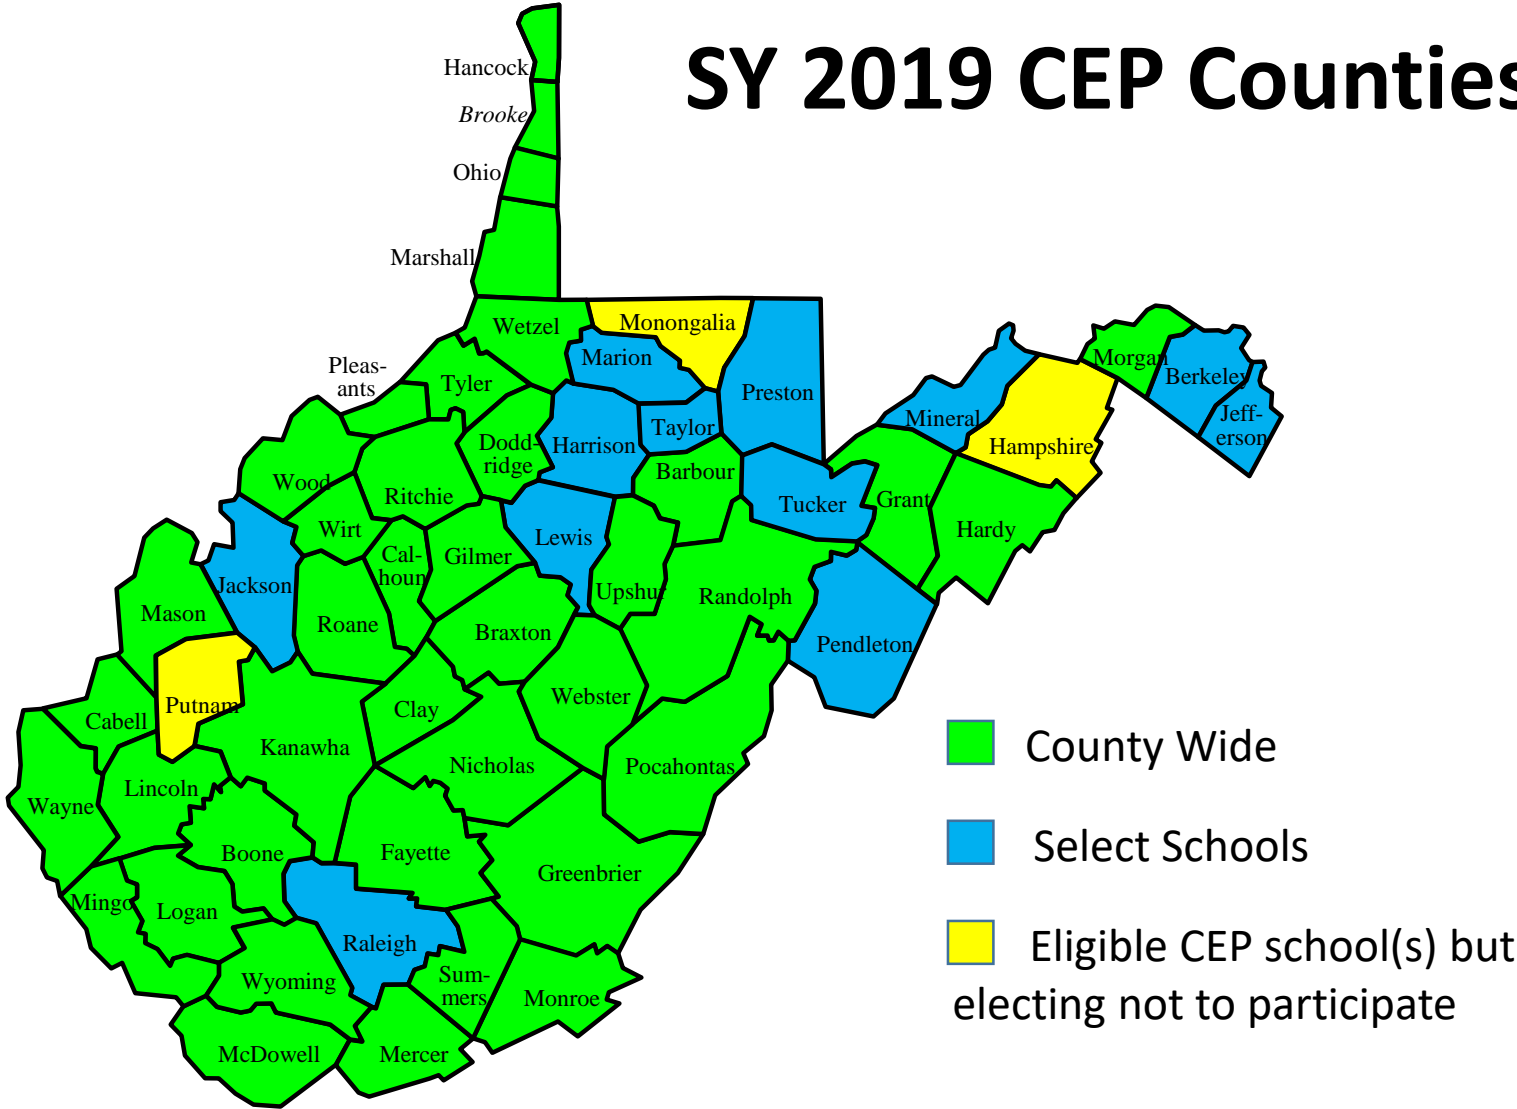 SY 2019 CEP Counties
Hancock
Brooke
Ohio
Marshall
Wetzel
Monongalia
Marion
Preston
Morgan
Berkeley
Jeff-
erson
Mineral
Hampshire
Pleas-
ants
Tyler
Dodd-
ridge
Harrison
Taylor
Barbour
Wood
Ritchie
Wirt
Cal-
houn
Gilmer
Lewis
Tucker
Grant
Hardy
Jackson
Mason
Roane
Upshur
Randolph
Braxton
Pendleton
Putnam
Cabell
Clay
Webster
Kanawha
Nicholas
Pocahontas
Wayne
Lincoln
Boone
Fayette
Greenbrier
Mingo
Logan
Raleigh
Wyoming
Sum-
mers
Monroe
McDowell
Mercer
County Wide
Select Schools
Eligible CEP school(s) but
electing not to participate